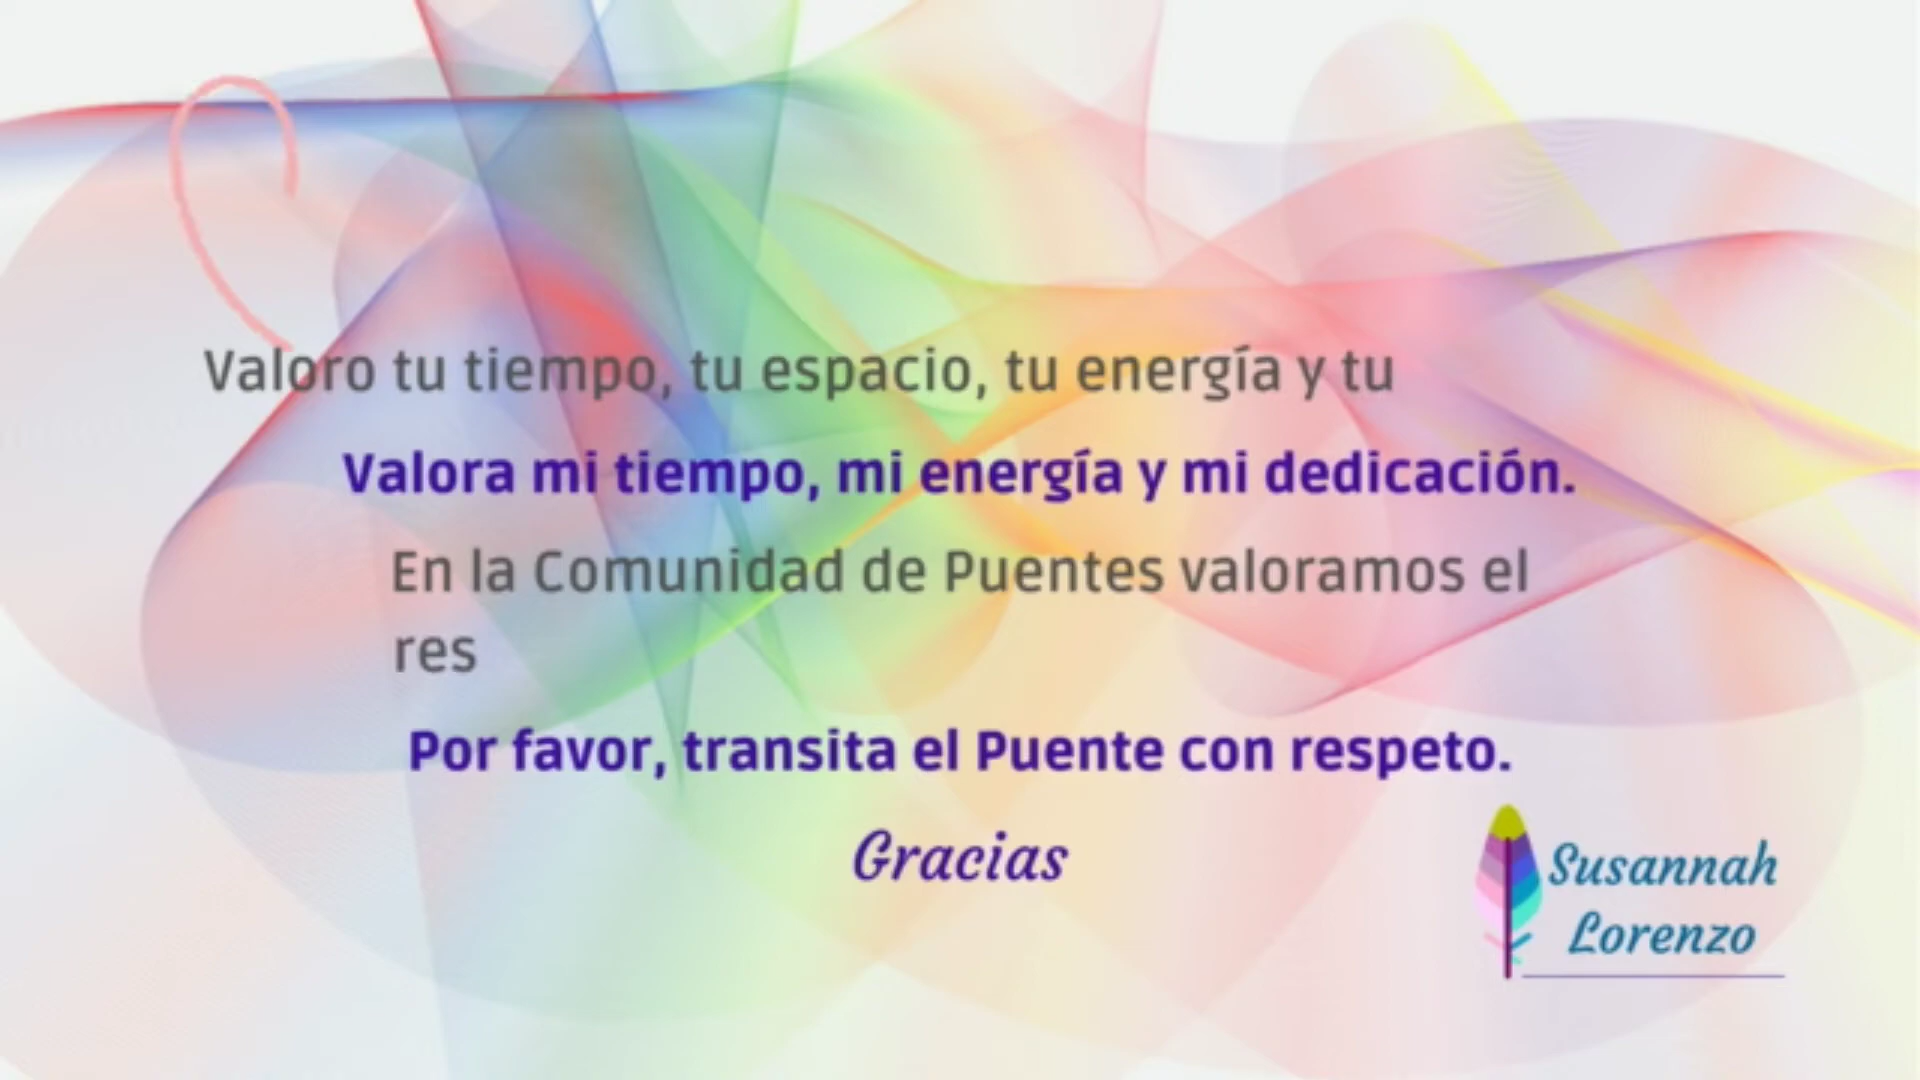 Valoro tu tiempo, tu espacio, tu energía y tu
Valora mi tiempo, mi energía y mi dedicación.
En la Comunidad de Puentes valoramos el
res
Por favor, transita el Puente con respeto.
Gracias
Susannah
Lorenzo